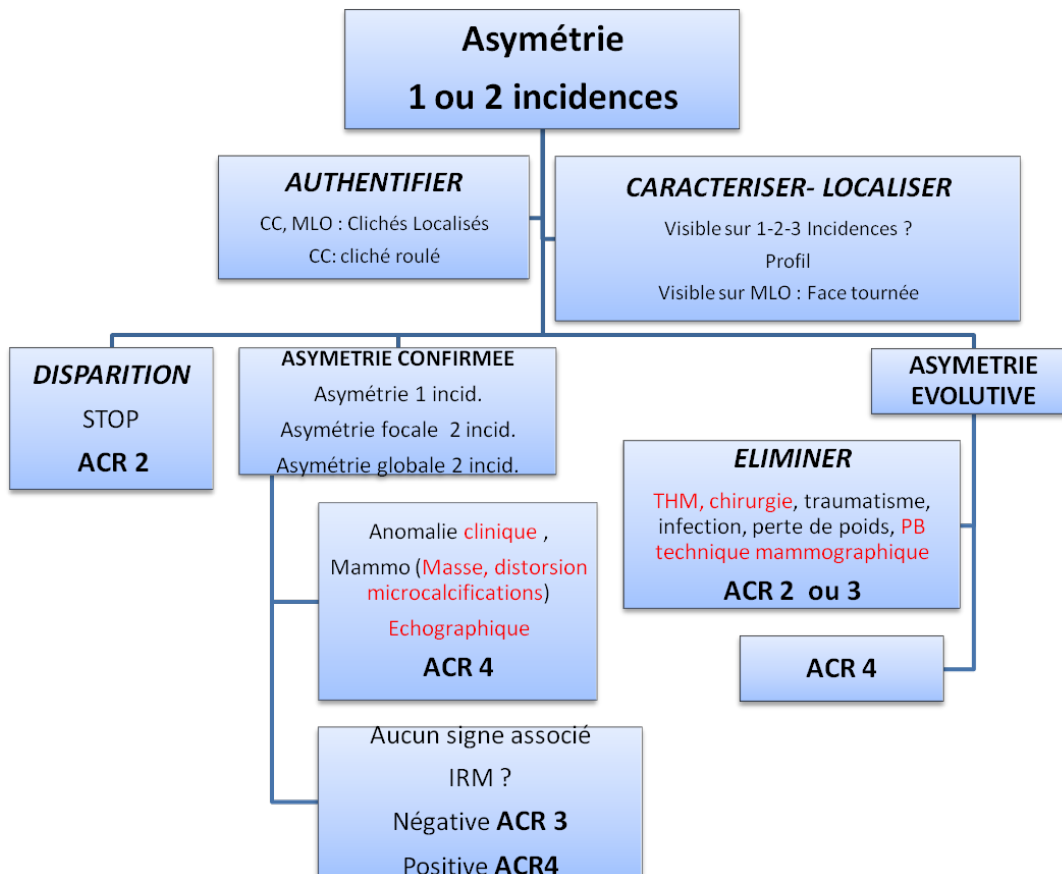 Asymétrie
1 ou 2 incidences
AUTHENTIFIER
CC, MLO : Clichés Localisés
CC: cliché roulé
CARACTERISER- LOCALISER
Visible sur 1-2-3 Incidences ?
Profil
Visible sur MLO : Face tournée
DISPARITION
STOP
ACR 2
ASYMETRIE CONFIRMEE
Asymétrie 1 incid.
Asymétrie focale 2 incid.
Asymétrie globale 2 incid.
Anomalie clinique ,
Mammo (Masse, distorsion
microcalcifications)
Echographique
ACR 4
Aucun signe associé
IRM ?
Négative ACR 3
Positive ACR4
ASYMETRIE
EVOLUTIVE
ELIMINER
THM, chirurgie, traumatisme,
infection, perte de poids, PB
technique mammographique
ACR 2 ou 3
ACR 4